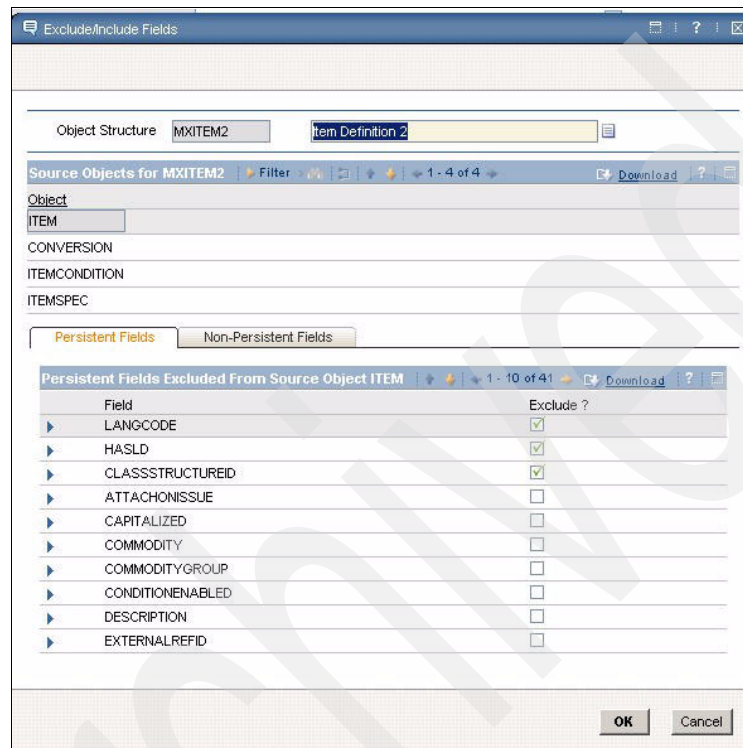 Exclude/Include Fields ?
Object Structure MXITEM2 Item Definition 2
Source Objects for MXITEM2 Filter 1 - 4 of 4 Download ?
Object
ITEM
CONVERSION
ITEMCONDITION
ITEMSPEC
Persistent Fields Non-Persistent Fields
Persistent Fields Excluded From Source Object ITEM 1 - 10 of 41 Download ?
Field Exclude ?
LANGCODE
HASLD
CLASSSTRUCTUREID
ATTACHONISSUE
CAPITALIZED
COMMODITY
COMMODITYGROUP
CONDITIONENABLED
DESCRIPTION
EXTERNALREFID
OK Cancel